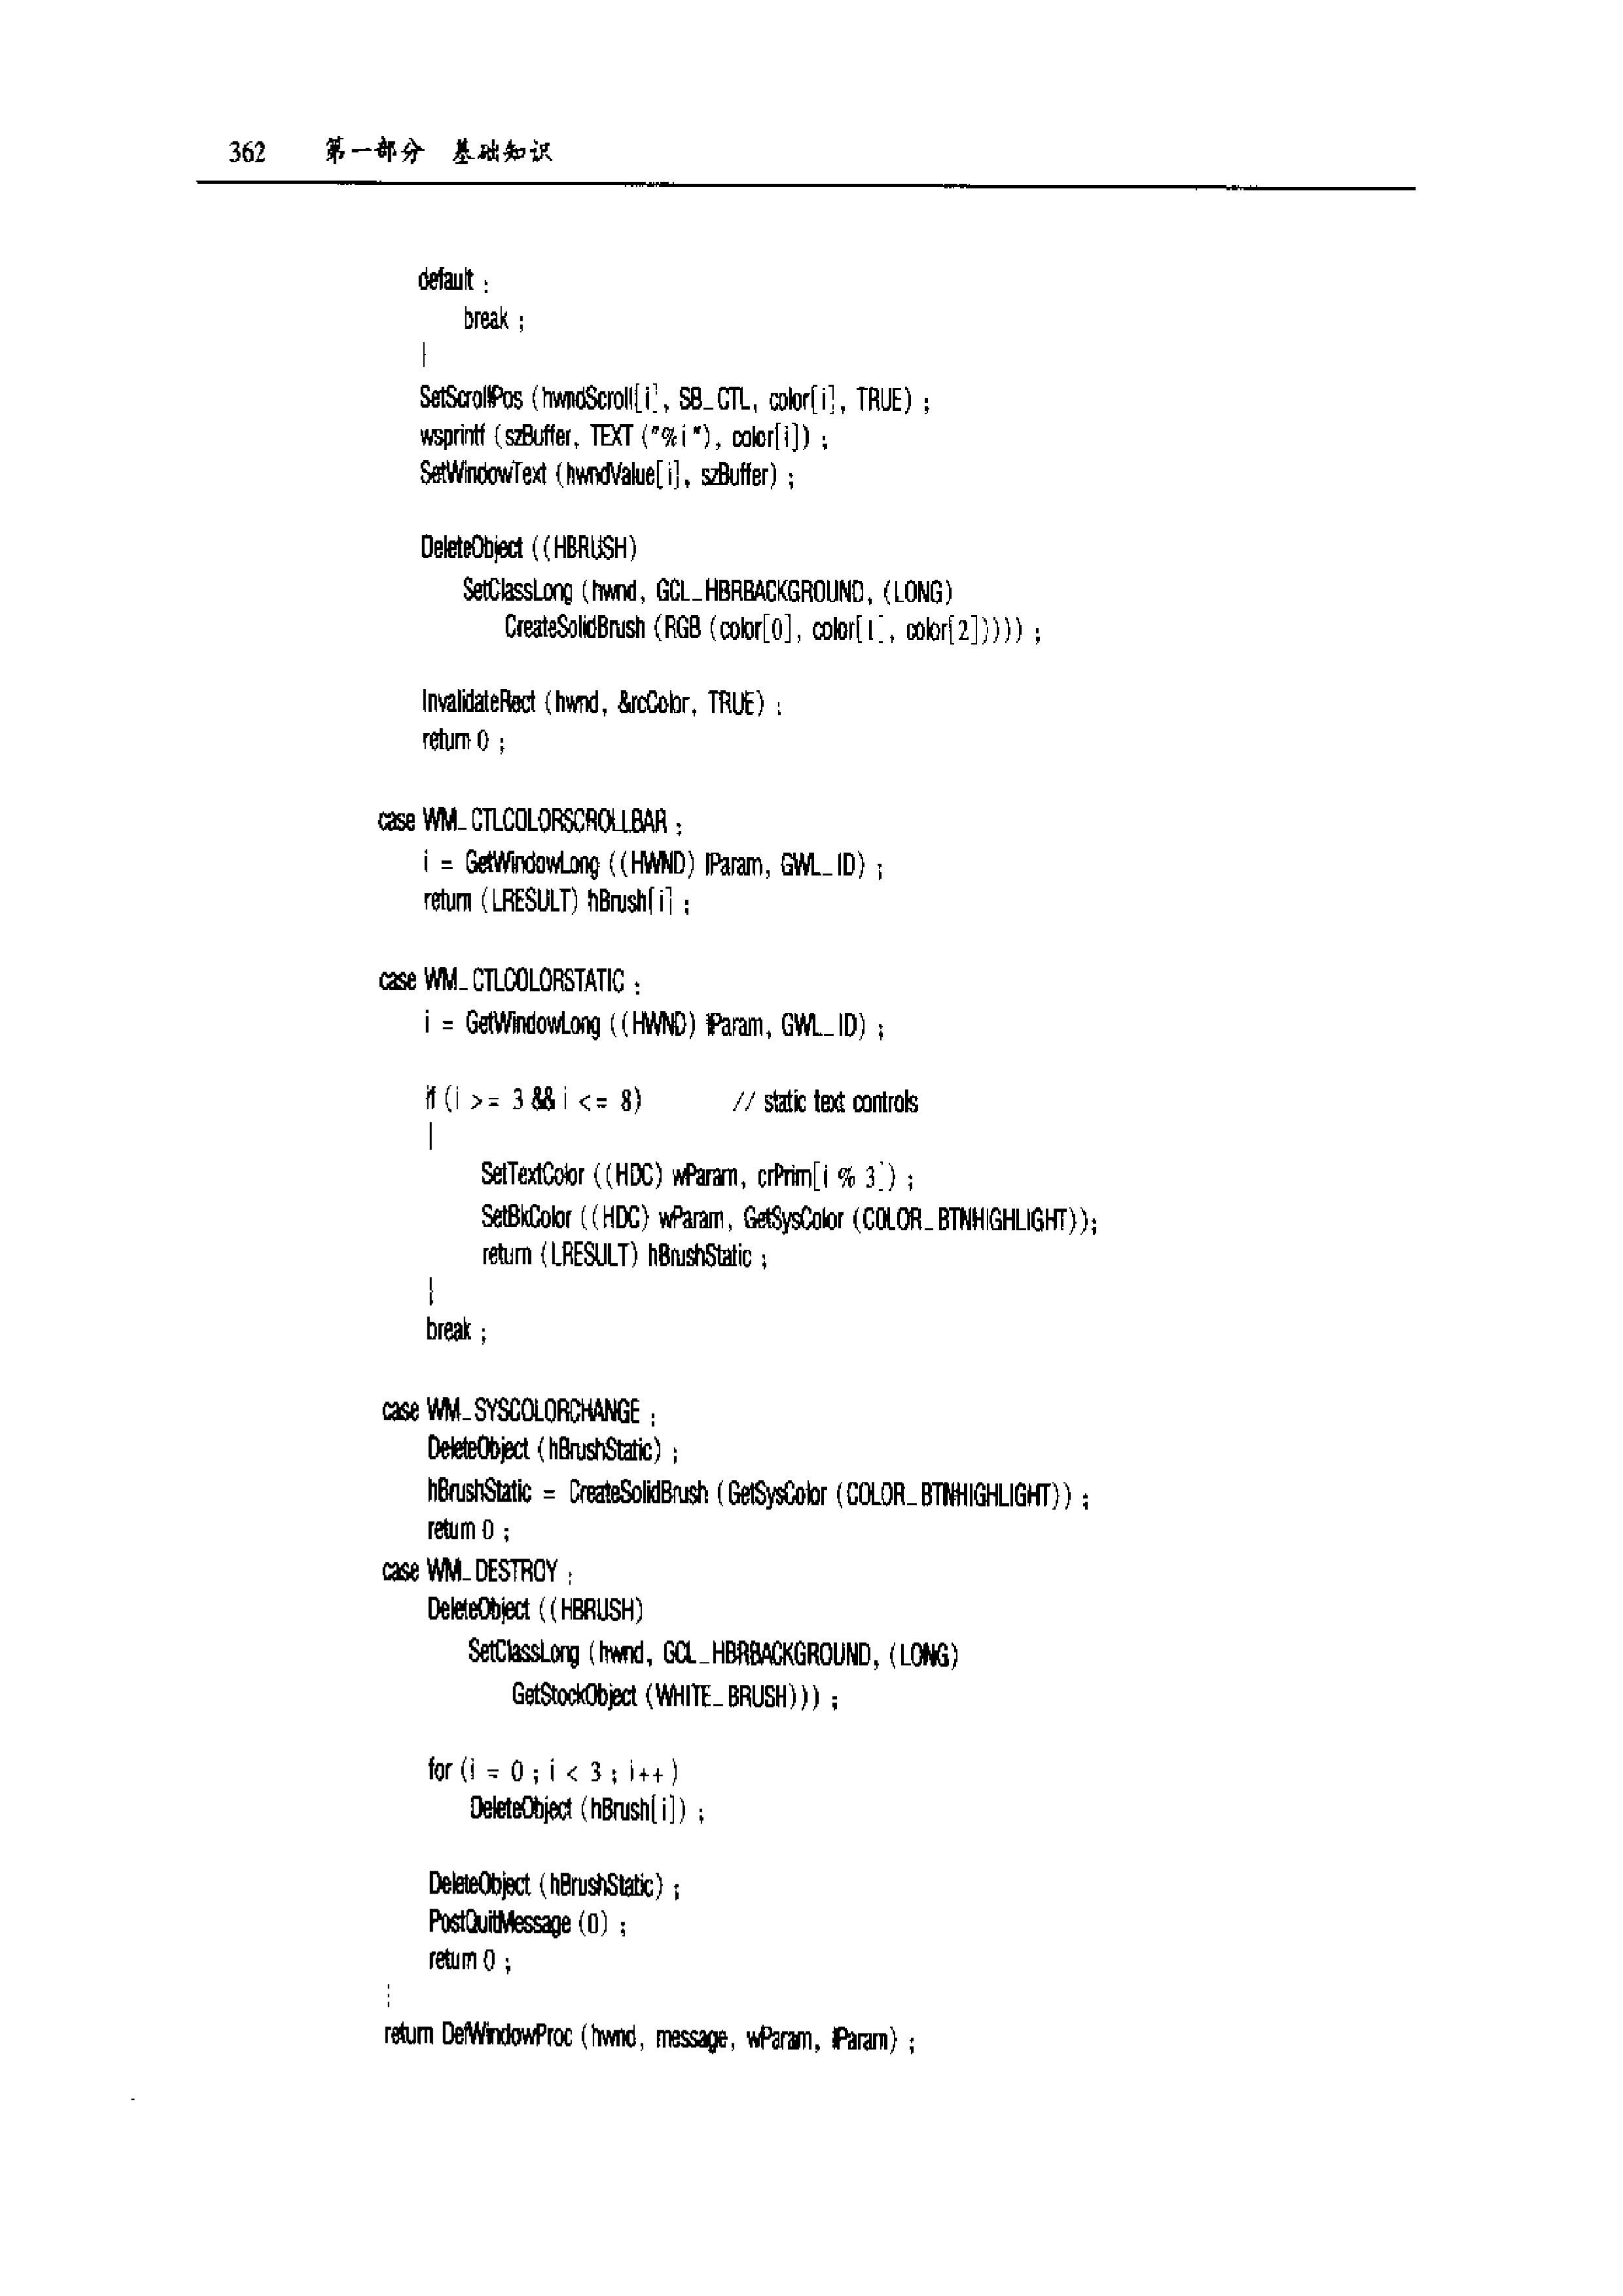 362 第一部分 基础知识
default :
break ;
}
SetScrollPos (hwndScroll[i], SB_CTL, color[i], TRUE) ;
wsprintf (szBuffer, TEXT ("%i"), color[i]) ;
SetWindowText (hwndValue[i], szBuffer) ;
DeleteObject ((HBRUSH)
SetClassLong (hwnd, GCL_HBRBACKGROUND, (LONG)
CreateSolidBrush (RGB (color[0], color[1], color[2])))) ;
InvalidateRect (hwnd, &rcColor, TRUE) ;
return 0 ;
case WM_CTLCOLORSCROLLBAR :
i = GetWindowLong ((HWND) lParam, GWL_ID) ;
return (LRESULT) hBrush[i] ;
case WM_CTLCOLORSTATIC :
i = GetWindowLong ((HWND) lParam, GWL_ID) ;
if (i >= 3 && i <= 8) // static text controls
{
SetTextColor ((HDC) wParam, crPrim[i % 3]) ;
SetBkColor ((HDC) wParam, GetSysColor (COLOR_BTNHIGHLIGHT));
return (LRESULT) hBrushStatic ;
}
break ;
case WM_SYSCOLORCHANGE :
DeleteObject (hBrushStatic) ;
hBrushStatic = CreateSolidBrush (GetSysColor (COLOR_BTNHIGHLIGHT)) ;
return 0 ;
case WM_DESTROY :
DeleteObject ((HBRUSH)
SetClassLong (hwnd, GCL_HBRBACKGROUND, (LONG)
GetStockObject (WHITE_BRUSH))) ;
for (i = 0 ; i < 3 ; i++)
DeleteObject (hBrush[i]) ;
DeleteObject (hBrushStatic) ;
PostQuitMessage (0) ;
return 0 ;
}
return DefWindowProc (hwnd, message, wParam, lParam) ;